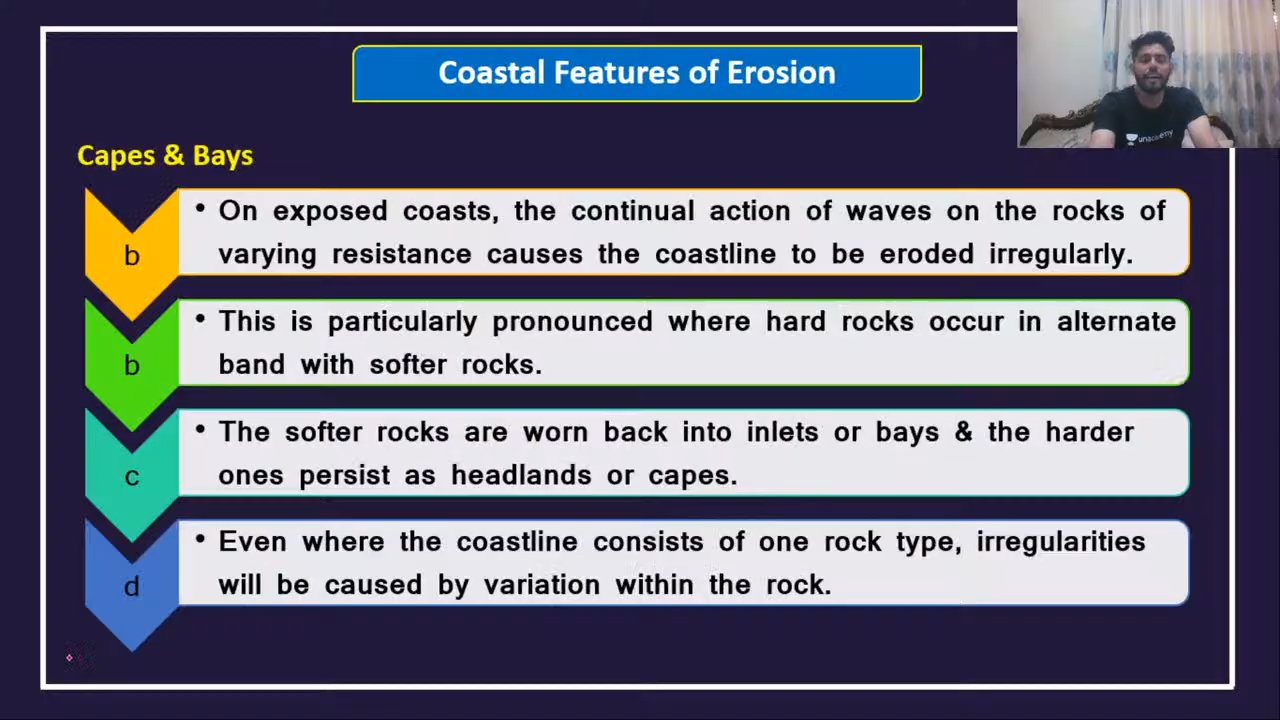 Coastal Features of Erosion
unacademy
Capes & Bays
b
• On exposed coasts, the continual action of waves on the rocks of
varying resistance causes the coastline to be eroded irregularly.
b
• This is particularly pronounced where hard rocks occur in alternate
band with softer rocks.
c
• The softer rocks are worn back into inlets or bays & the harder
ones persist as headlands or capes.
d
• Even where the coastline consists of one rock type, irregularities
will be caused by variation within the rock.